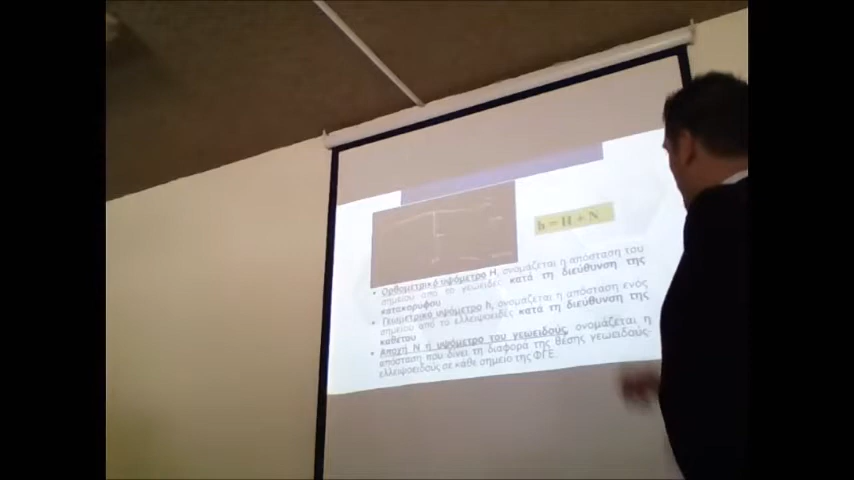 h = H + N
• Ορθομετρικό υψόμετρο Η, ονομάζεται η απόσταση του
σημείου από το γεωειδές κατά τη διεύθυνση της
κατακορύφου
• Γεωμετρικό υψόμετρο h, ονομάζεται η απόσταση ενός
σημείου από το ελλειψοειδές κατά τη διεύθυνση της
καθέτου
• Αποχή Ν ή υψόμετρο του γεωειδούς, ονομάζεται η
απόσταση που δίνει τη διαφορά της θέσης γεωειδούς-
ελλειψοειδούς σε κάθε σημείο της ΦΓΕ.